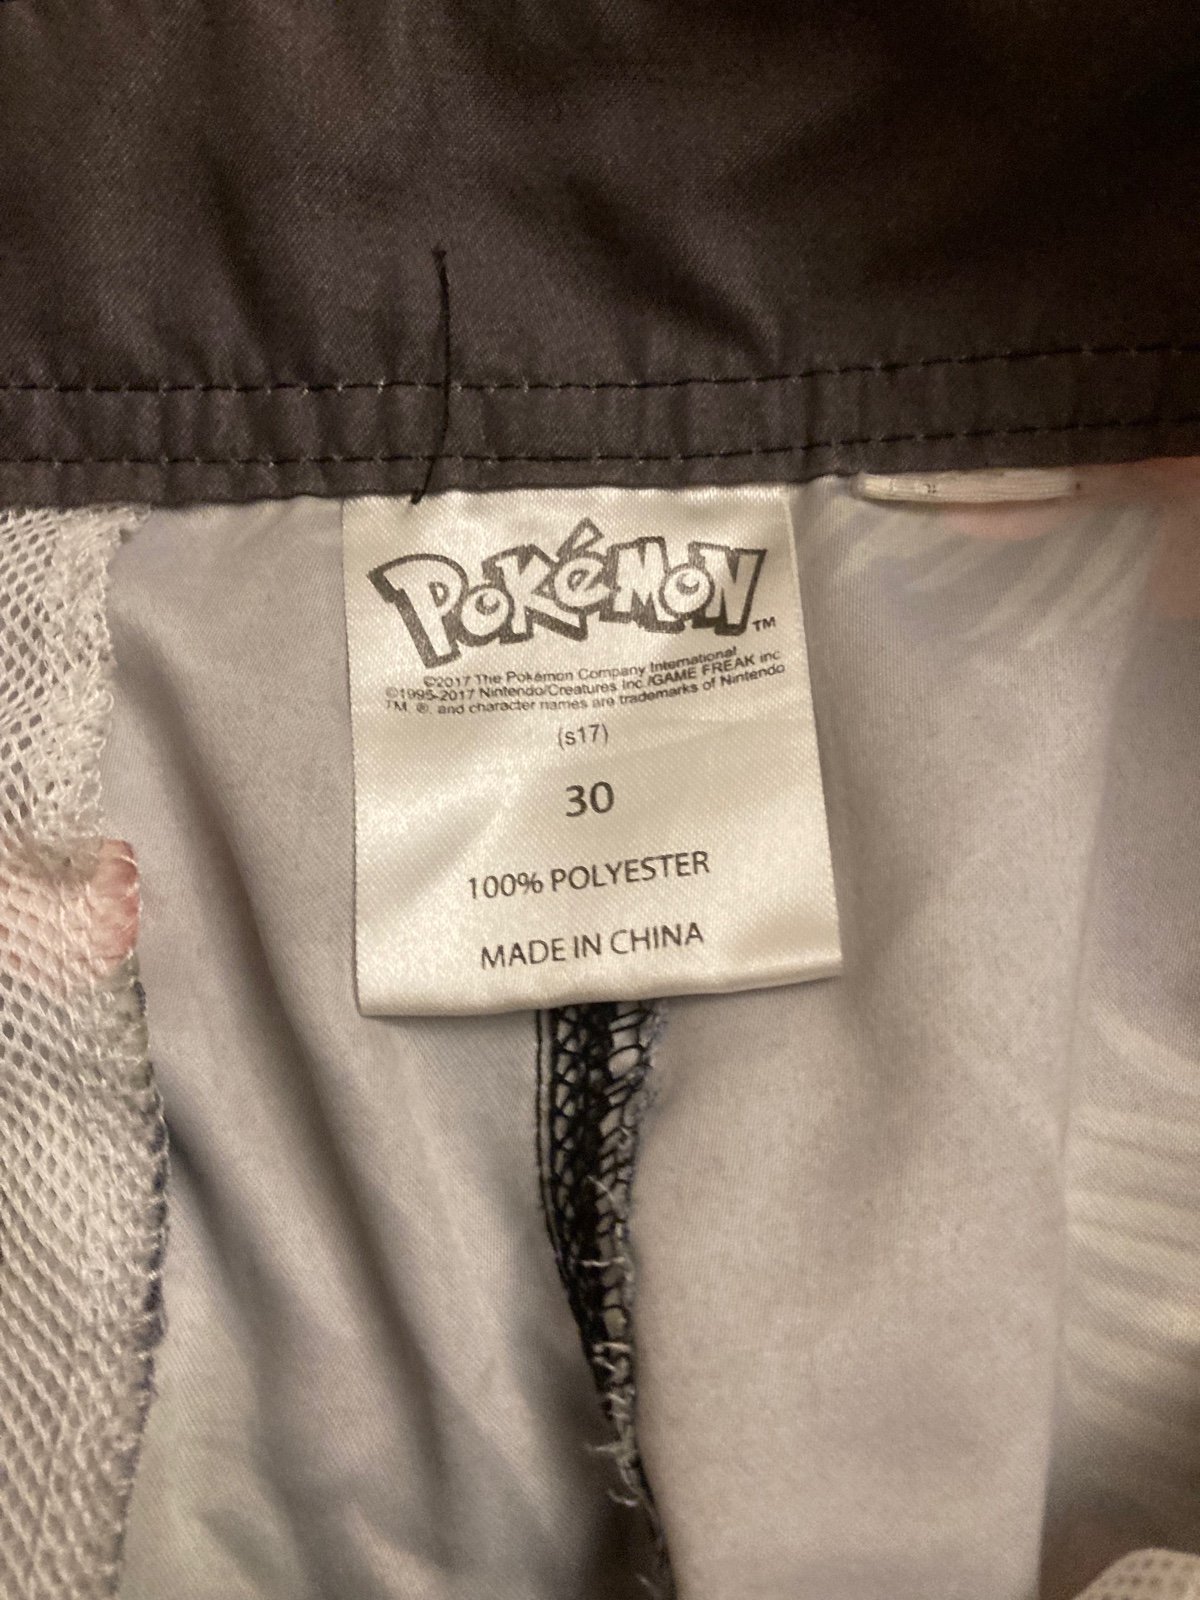 POKéMON™
©2017 The Pokémon Company International
©1995-2017 Nintendo/Creatures Inc./GAME FREAK inc
TM, ®, and character names are trademarks of Nintendo
(s17)
30
100% POLYESTER
MADE IN CHINA